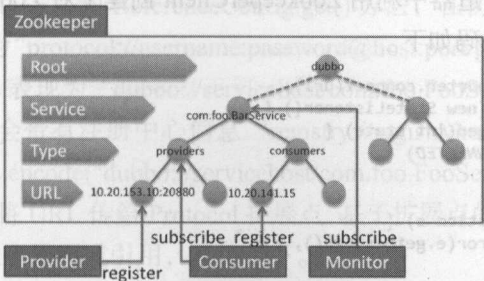 Zookeeper
Root
dubbo
Service
com.foo.BarService
Type
providers
consumers
URL
10.20.153.10:20880
10.20.141.15
subscribe
register
subscribe
Provider
Consumer
Monitor
register